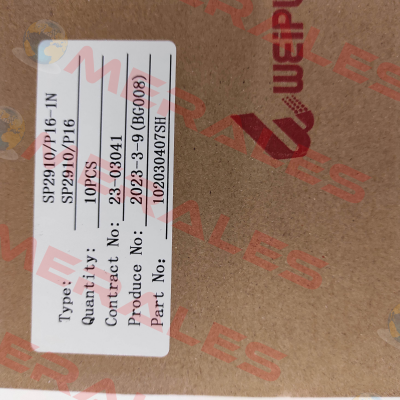 SP2910/P16-1N
Type: SP2910/P16
Quantity: 10PCS
Contract No: 23-03041
Produce No: 2023-3-9(BG008)
Part No: 102030407SH
WEIPU
MERALES